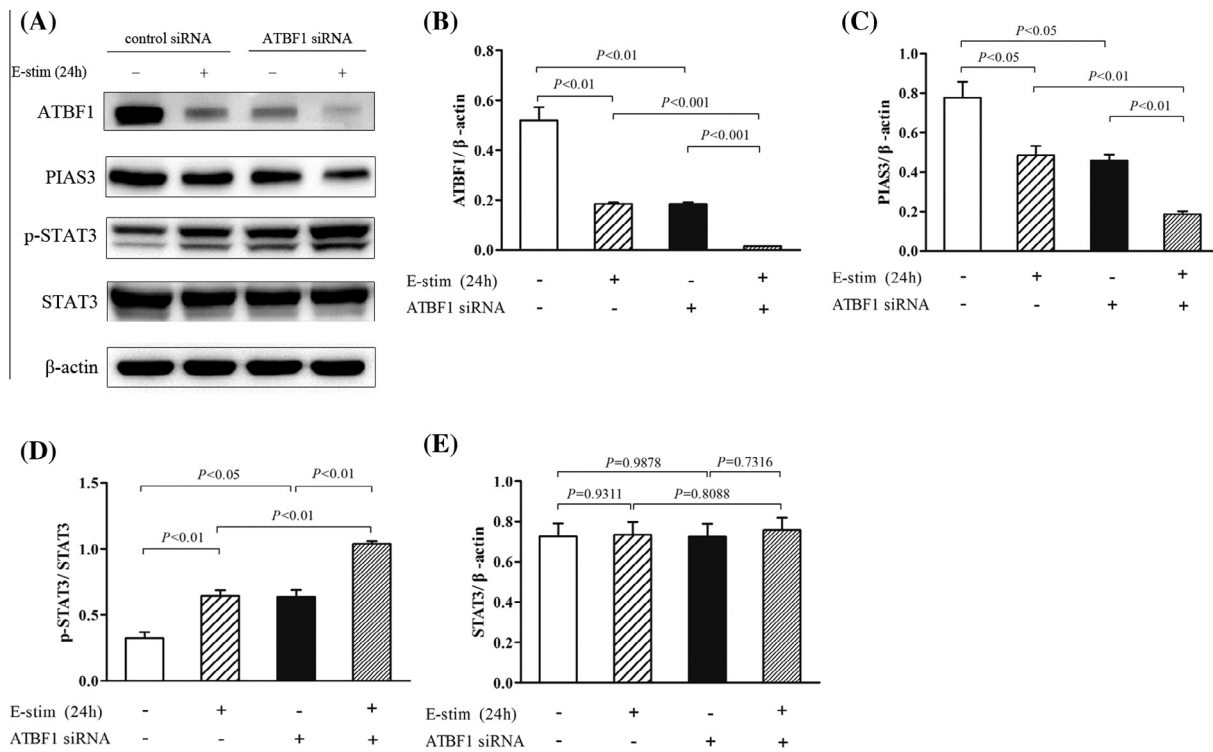 (A)
control siRNA ATBF1 siRNA
E-stim (24h) – + – +
ATBF1
PIAS3
p-STAT3
STAT3
β-actin
(B)
ATBF1/ β -actin
0.8
0.6
0.4
0.2
0.0
P<0.01
P<0.01
P<0.001
P<0.001
E-stim (24h) - + - +
ATBF1 siRNA - - + +
(C)
PIAS3/ β -actin
1.0
0.8
0.6
0.4
0.2
0.0
P<0.05
P<0.05
P<0.01
P<0.01
E-stim (24h) - + - +
ATBF1 siRNA - - + +
(D)
p-STAT3/ STAT3
1.5
1.0
0.5
0.0
P<0.05 P<0.01
P<0.01
P<0.01
E-stim (24h) - + - +
ATBF1 siRNA - - + +
(E)
STAT3/ β -actin
1.0
0.8
0.6
0.4
0.2
0.0
P=0.9878 P=0.7316
P=0.9311 P=0.8088
E-stim (24h) - + - +
ATBF1 siRNA - - + +